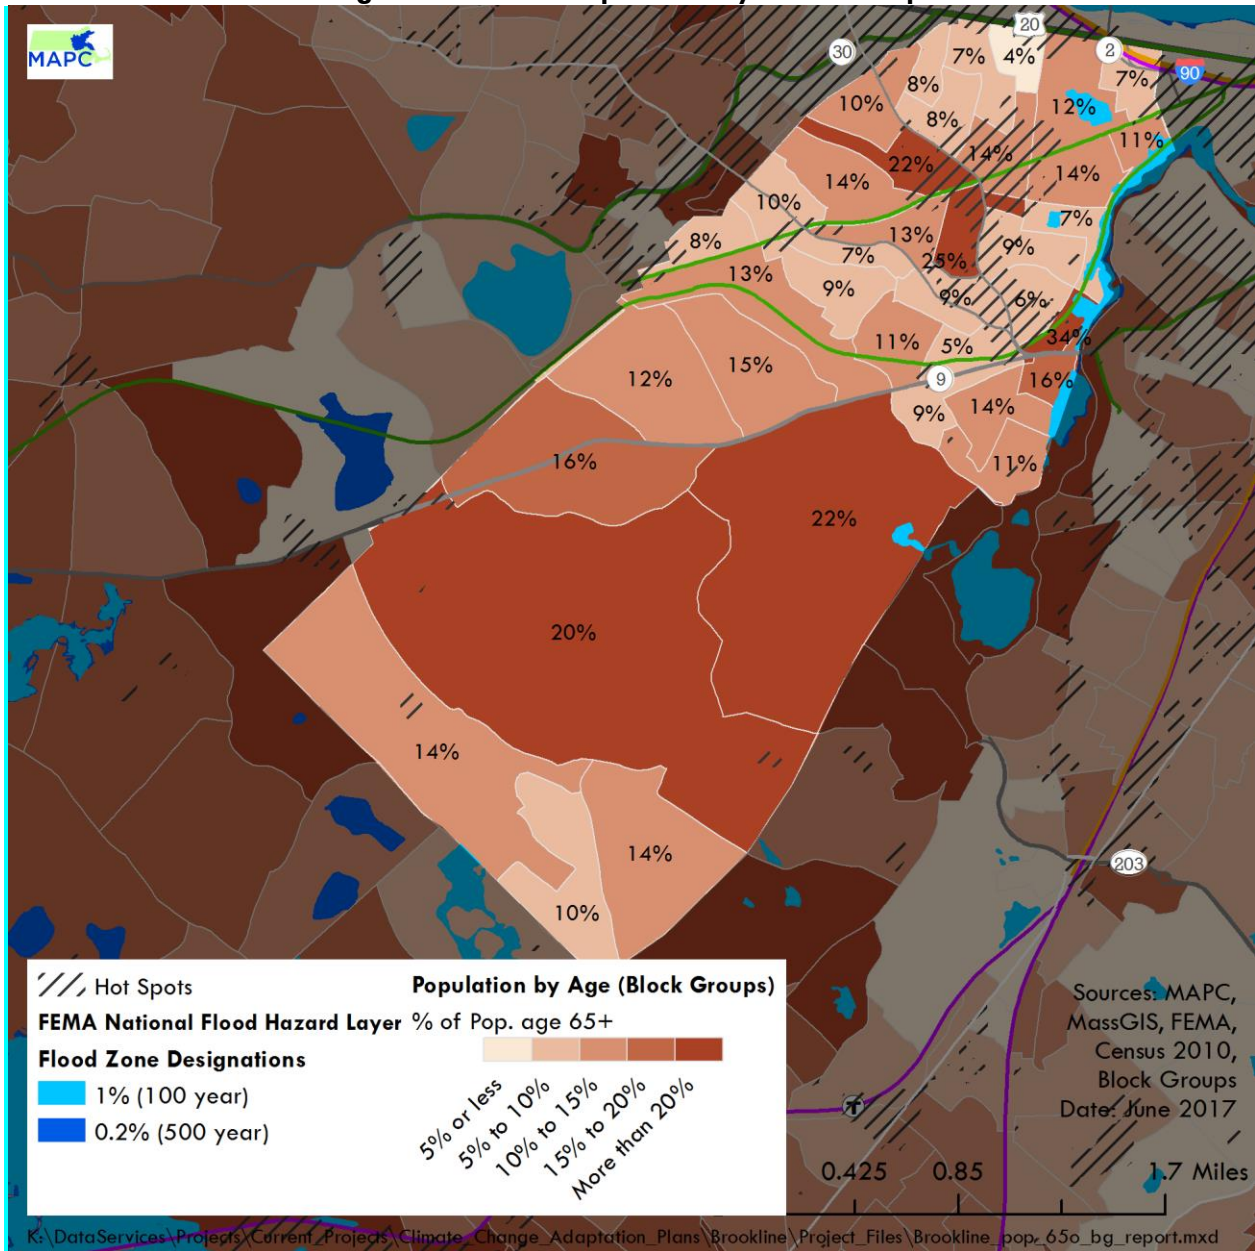 MAPC
20
30
2
90
7%
4%
7%
8%
10%
8%
12%
11%
22%
14%
14%
14%
10%
7%
8%
13%
9%
7%
25%
13%
9%
9%
6%
11%
5%
34%
15%
12%
9
16%
9%
14%
11%
16%
22%
20%
14%
14%
10%
203
Hot Spots
FEMA National Flood Hazard Layer
Flood Zone Designations
1% (100 year)
0.2% (500 year)
Population by Age (Block Groups)
% of Pop. age 65+
5% or less
5% to 10%
10% to 15%
15% to 20%
More than 20%
Sources: MAPC,
MassGIS, FEMA,
Census 2010,
Block Groups
Date: June 2017
0.425 0.85 1.7 Miles
K:\DataServices\Projects\Current_Projects\Climate_Change_Adaptation_Plans\Brookline\Project_Files\Brookline_pop_65o_bg_report.mxd